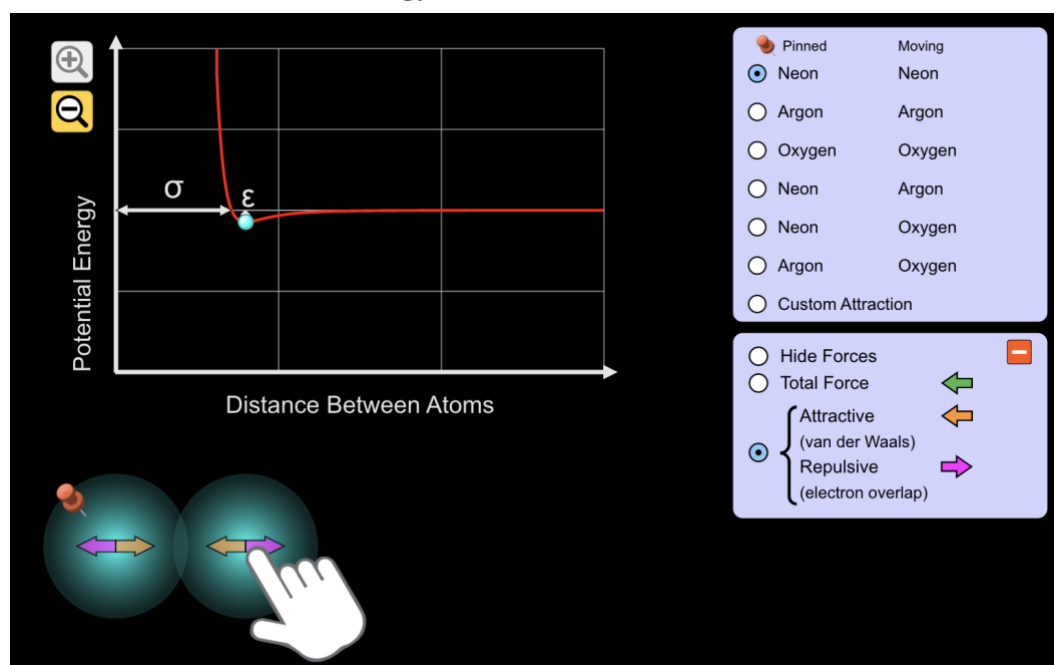 σ
ε
Potential Energy
Distance Between Atoms
Pinned Moving
Neon Neon
Argon Argon
Oxygen Oxygen
Neon Argon
Neon Oxygen
Argon Oxygen
Custom Attraction
Hide Forces
Total Force
Attractive
(van der Waals)
Repulsive
(electron overlap)